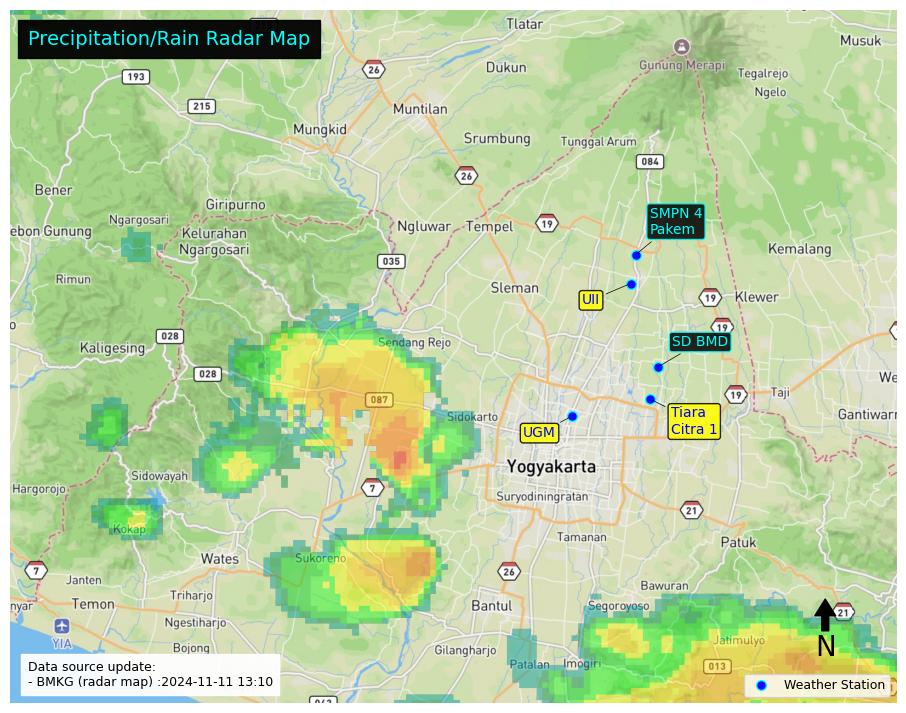 Precipitation/Rain Radar Map
Tlatar
Musuk
26
193
Dukun
Gunung Merapi
Tegalrejo
Ngelo
215
Muntilan
Mungkid
Srumbung
Tunggal Arum
084
26
Bener
Giripurno
SMPN 4
Pakem
Ngargosari
ebon Gunung
Kelurahan
Ngargosari
Ngluwar
Tempel
19
Kemalang
035
Rimun
Sleman
UII
19
Klewer
19
028
Kaligesing
Sendang Rejo
SD BMD
028
We
087
19
Taji
Sidokarto
UGM
Tiara
Citra 1
Gantiwarn
Yogyakarta
Sidowayah
Hargorojo
7
Suryodiningratan
21
Kokap
Tamanan
Patuk
Wates
Sukoreno
7
26
Janten
Bawuran
Triharjo
nyar
Temon
Bantul
Segoroyoso
21
Ngestiharjo
YIA
Jatimulyo
N
Bojong
Gilangharjo
Patalan
Imogiri
013
Data source update:
- BMKG (radar map) :2024-11-11 13:10
Weather Station